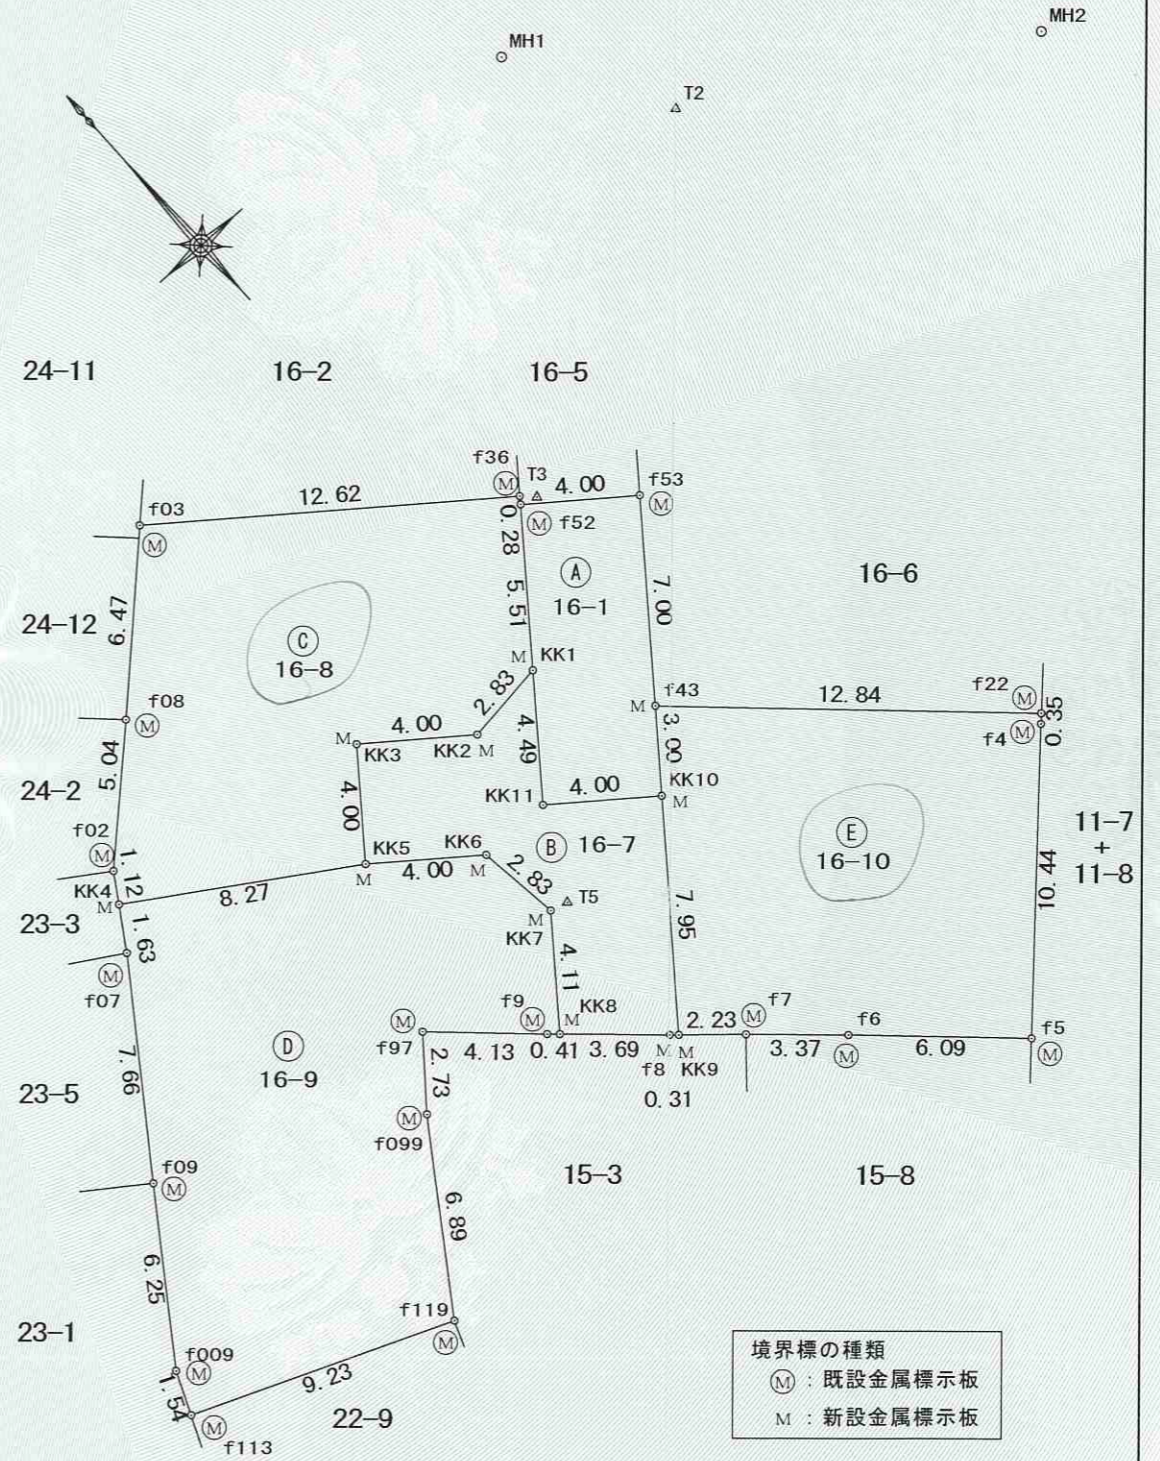 MH1
MH2
T2
24-11
16-2
16-5
f36
T3
4.00
f53
f03
12.62
M
M
f52
M
M
0.28
A
16-1
5.51
7.00
16-6
24-12
6.47
C
16-8
M
KK1
f08
M
2.83
f43
M
12.84
f22
M
0.35
f4
M
4.00
M
KK3
KK2
M
4.49
3.00
5.04
24-2
4.00
KK11
4.00
KK10
M
f02
M
1.12
KK5
M
4.00
KK6
M
B
16-7
E
16-10
11-7
+
11-8
KK4
M
8.27
2.83
T5
10.44
23-3
1.63
M
KK7
7.95
M
f07
4.11
f9
M
KK8
M
2.23
M
f7
f6
f5
M
f97
4.13
0.41
3.69
M
M
f8
KK9
3.37
M
6.09
M
0.31
D
16-9
2.73
7.66
23-5
M
f099
15-3
15-8
f09
M
6.89
6.25
f119
M
23-1
f009
M
9.23
1.54
M
f113
22-9
境界標の種類
M : 既設金属標示板
M : 新設金属標示板